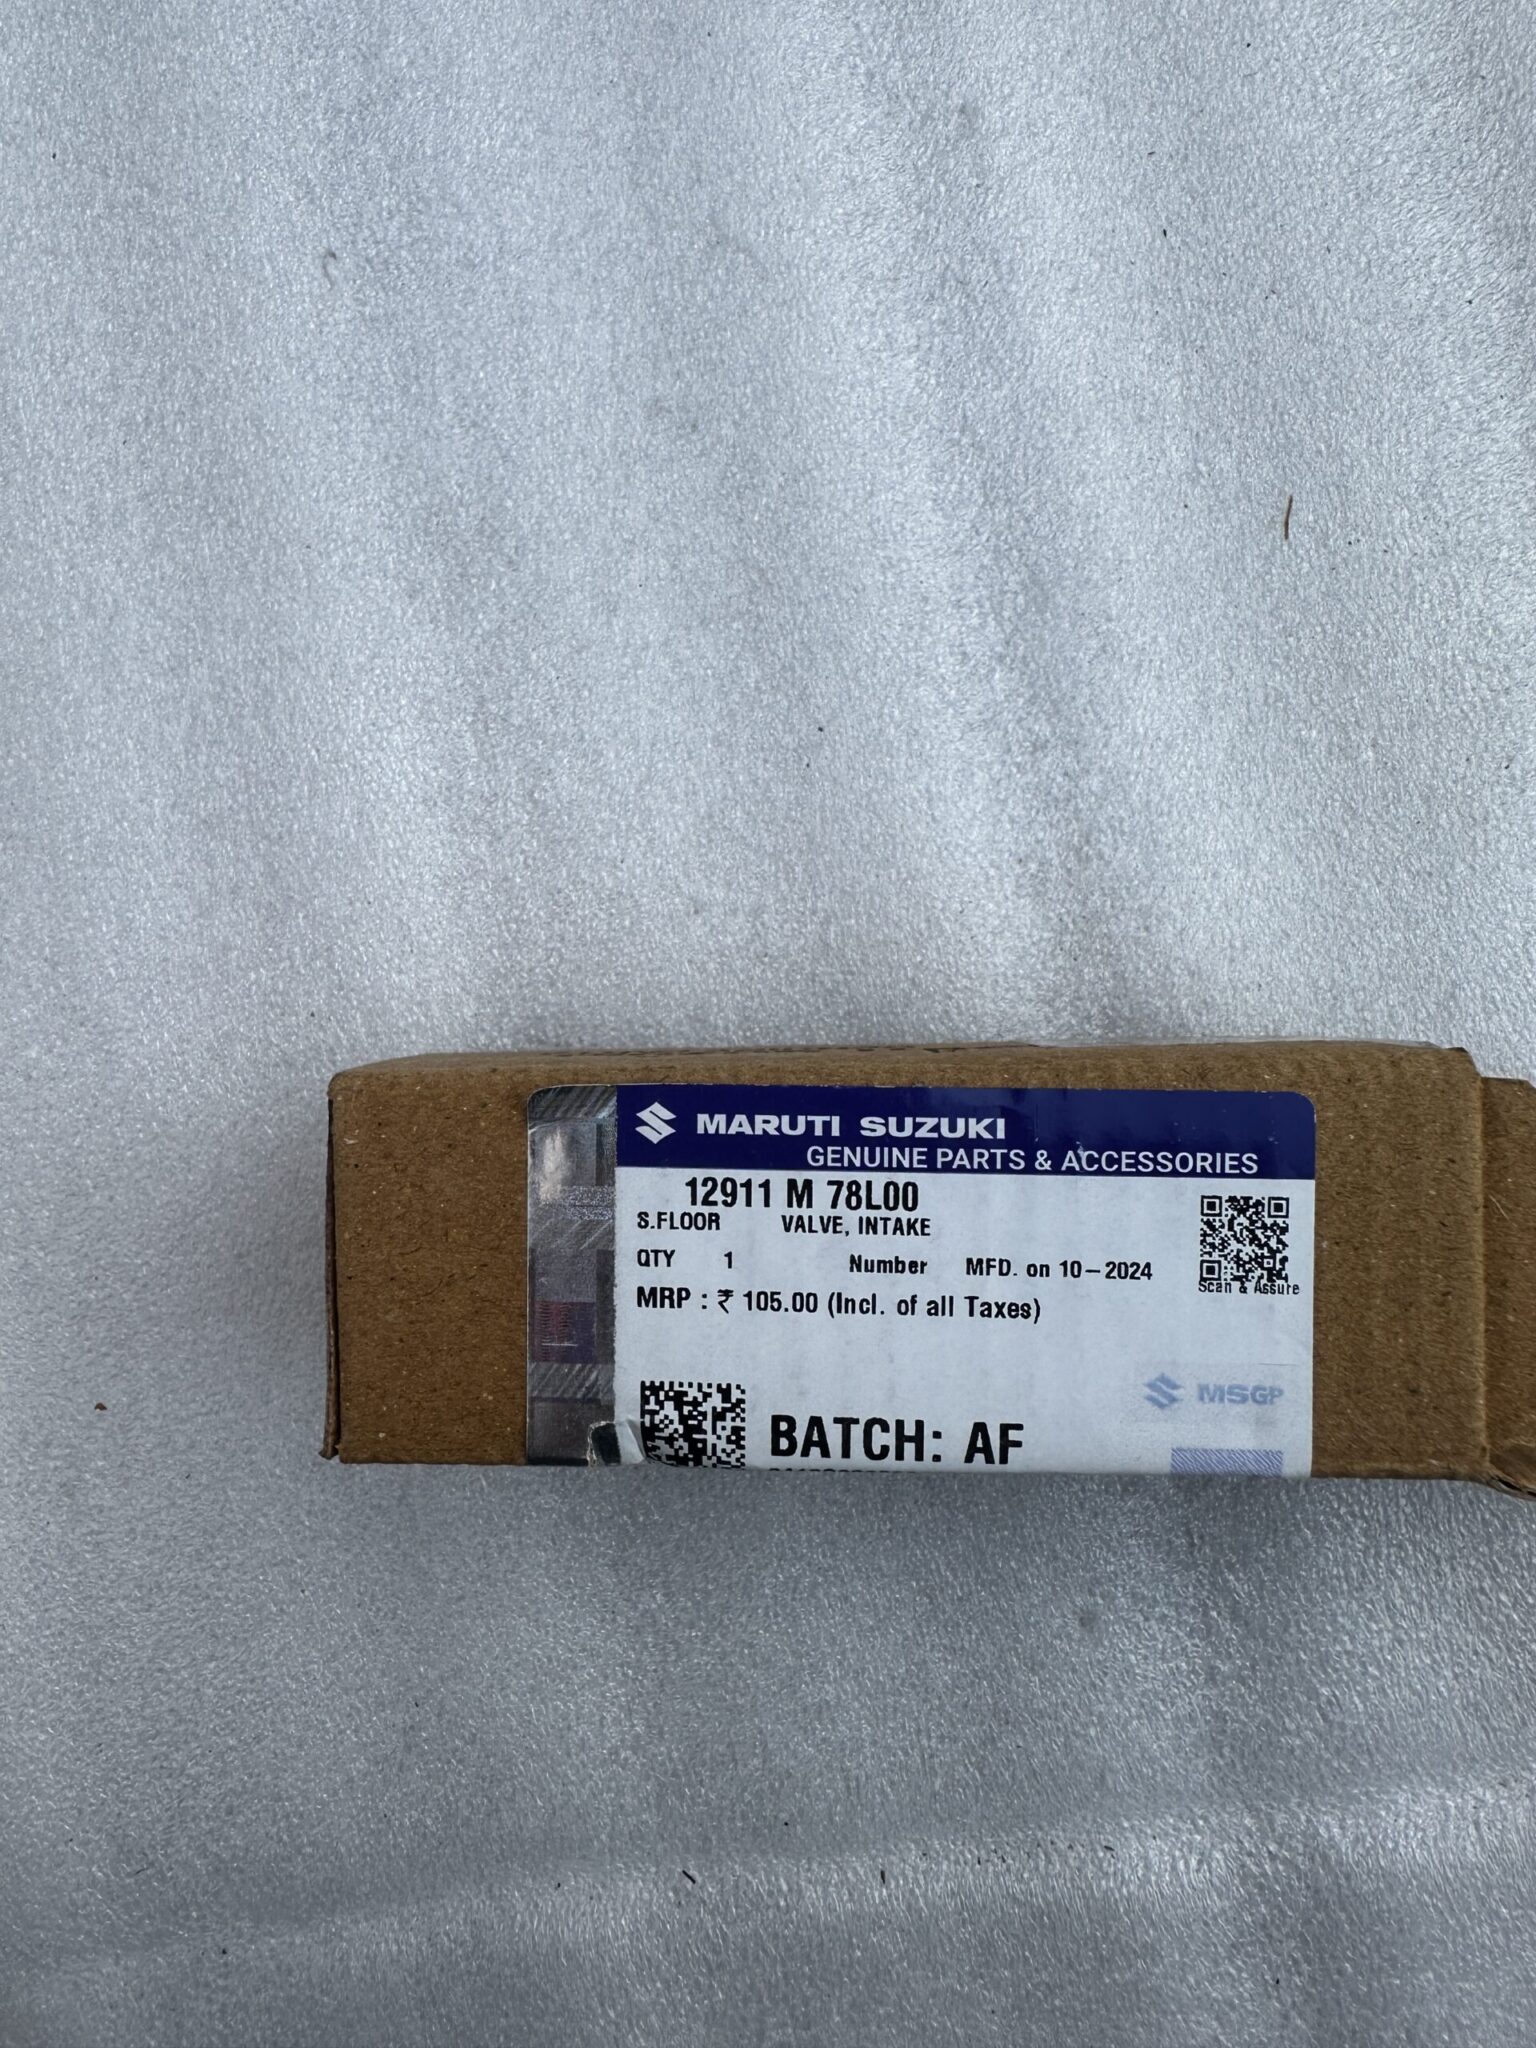 MARUTI SUZUKI
GENUINE PARTS & ACCESSORIES
12911 M 78L00
S.FLOOR VALVE, INTAKE
QTY 1 Number MFD. on 10-2024
Scan & Assure
MRP : ₹ 105.00 (Incl. of all Taxes)
MSGP
BATCH: AF